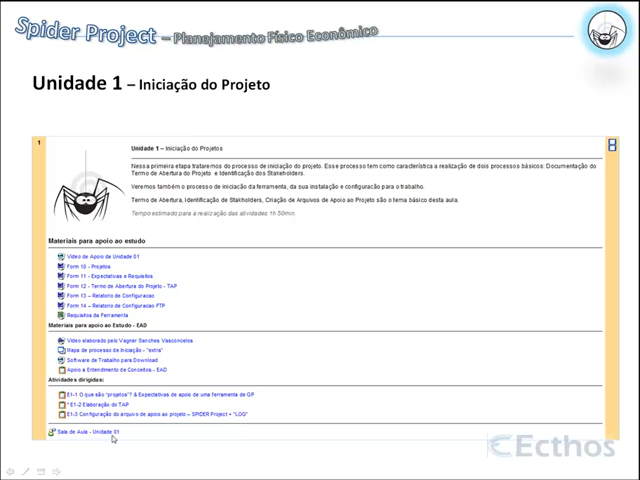 Spider Project – Planejamento Físico Econômico
Unidade 1 – Iniciação do Projeto
1
Unidade 1 – Iniciação do Projetos
Nessa primeira etapa trataremos do processo de iniciação do projeto. Esse processo tem como característica a realização de dois processos básicos: Documentação do
Termo de Abertura do Projeto e Identificação dos Stakeholders.
Veremos também o processo de iniciação da ferramenta, da sua instalação e configuracão para o trabalho.
Termo de Abertura, Identificação de Stakholders, Criação de Arquivos de Apoio ao Projeto são o tema básico desta aula.
Tempo estimado para a realização das atividades 1h 50min.
Materiais para apoio ao estudo
Vídeo de Apoio da Unidade 01
Form 10 - Projetos
Form 11 - Expectativas e Requisitos
Form 12 - Termo de Abertura do Projeto - TAP
Form 13 – Relatorio de Configuracao
Form 14 – Relatorio de Configuracao FTP
Requisitos da Ferramenta
Materiais para apoio ao Estudo - EAD
Vídeo elaborado pelo Vagner Sanches Vasconcelos
Mapa de processo de Iniciação - "extra"
Software de Trabalho para Download
Apoio a Entendimento de Conceitos - EAD
Atividades dirigidas:
E1-1 O que são "projetos"? & Expectativas de apoio de uma ferramenta de GP
* E1-2 Elaboração do TAP
E1-3 Configuração do arquivo de apoio ao projeto – SPIDER Project + "LOG"
Sala de Aula - Unidade 01
Ecthos